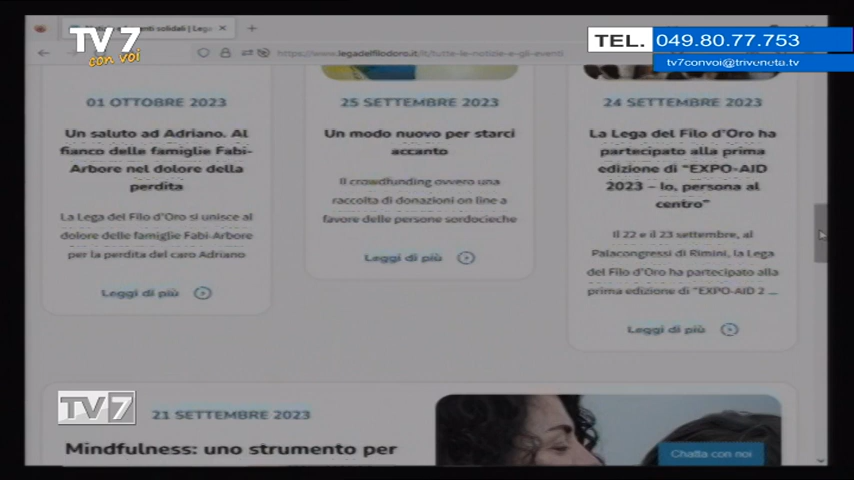 TV7
con voi
TEL. 049.80.77.753
tv7convoi@triveneta.tv
eventi solidali | Lega
https://www.legadelfilodoro.it/it/tutte-le-notizie-e-gli-eventi
01 OTTOBRE 2023
Un saluto ad Adriano. Al
fianco delle famiglie Fabi-
Arbore nel dolore della
perdita
La Lega del Filo d'Oro si unisce al
dolore delle famiglie Fabi-Arbore
per la perdita del caro Adriano
Leggi di più
25 SETTEMBRE 2023
Un modo nuovo per starci
accanto
Il crowdfunding ovvero una
raccolta di donazioni on line a
favore delle persone sordocieche
Leggi di più
24 SETTEMBRE 2023
La Lega del Filo d'Oro ha
partecipato alla prima
edizione di “EXPO-AID
2023 – Io, persona al
centro”
Il 22 e il 23 settembre, al
Palacongressi di Rimini, la Lega
del Filo d'Oro ha partecipato alla
prima edizione di “EXPO-AID 2 ...
Leggi di più
TV7
21 SETTEMBRE 2023
Mindfulness: uno strumento per
Chatta con noi